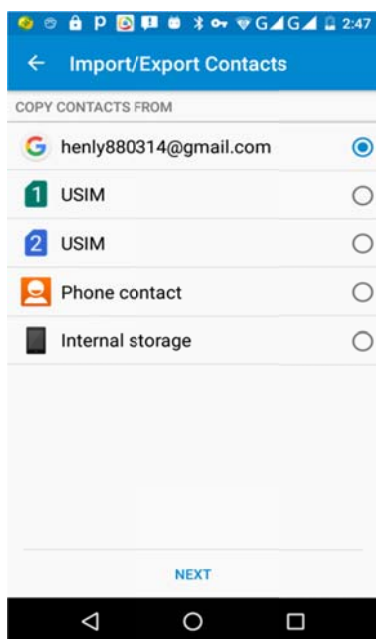 G G 2:47
Import/Export Contacts
COPY CONTACTS FROM
henly880314@gmail.com
1 USIM
2 USIM
Phone contact
Internal storage
NEXT